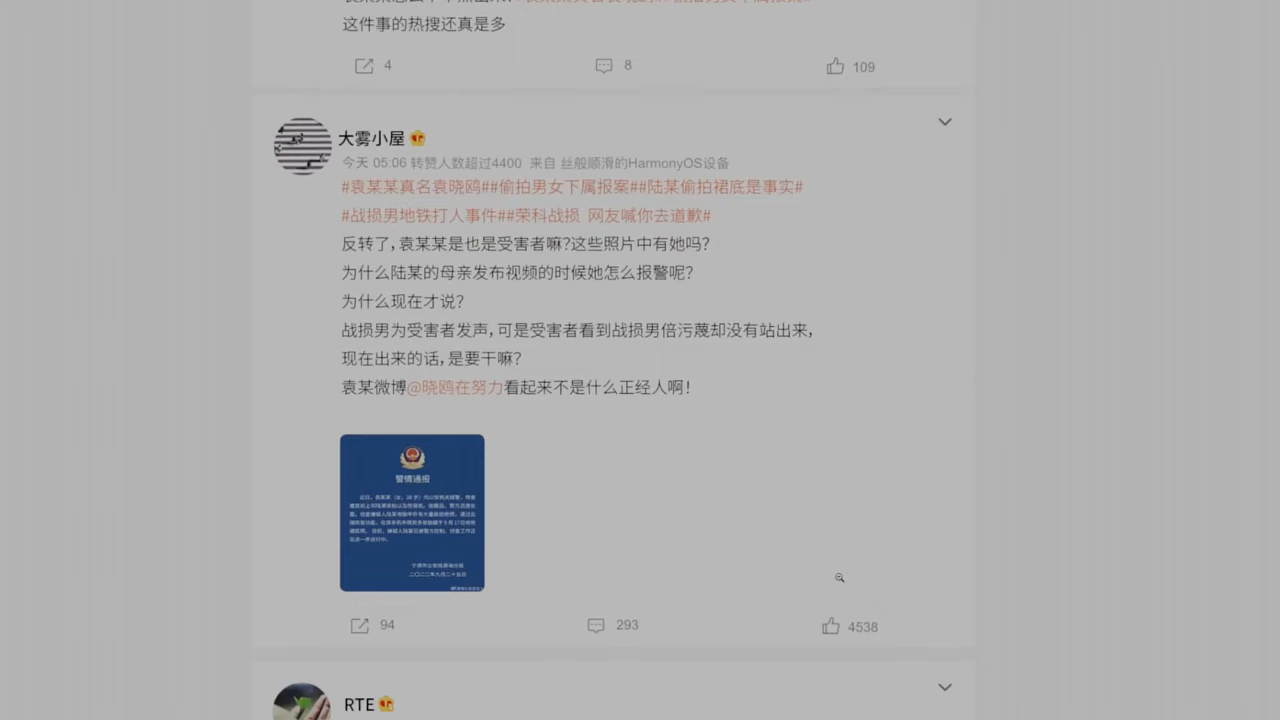 这件事的热搜还真是多
4
8
109
大雾小屋
今天 05:06 转赞人数超过4400 来自 丝般顺滑的HarmonyOS设备
#袁某某真名袁晓鸥##偷拍男女下属报案##陆某偷拍裙底是事实#
#战损男地铁打人事件##荣科战损 网友喊你去道歉#
反转了,袁某某是也是受害者嘛?这些照片中有她吗?
为什么陆某的母亲发布视频的时候她怎么报警呢?
为什么现在才说?
战损男为受害者发声,可是受害者看到战损男倍污蔑却没有站出来,
现在出来的话,是要干嘛?
袁某微博@晓鸥在努力看起来不是什么正经人啊!
警情通报
94
293
4538
RTE